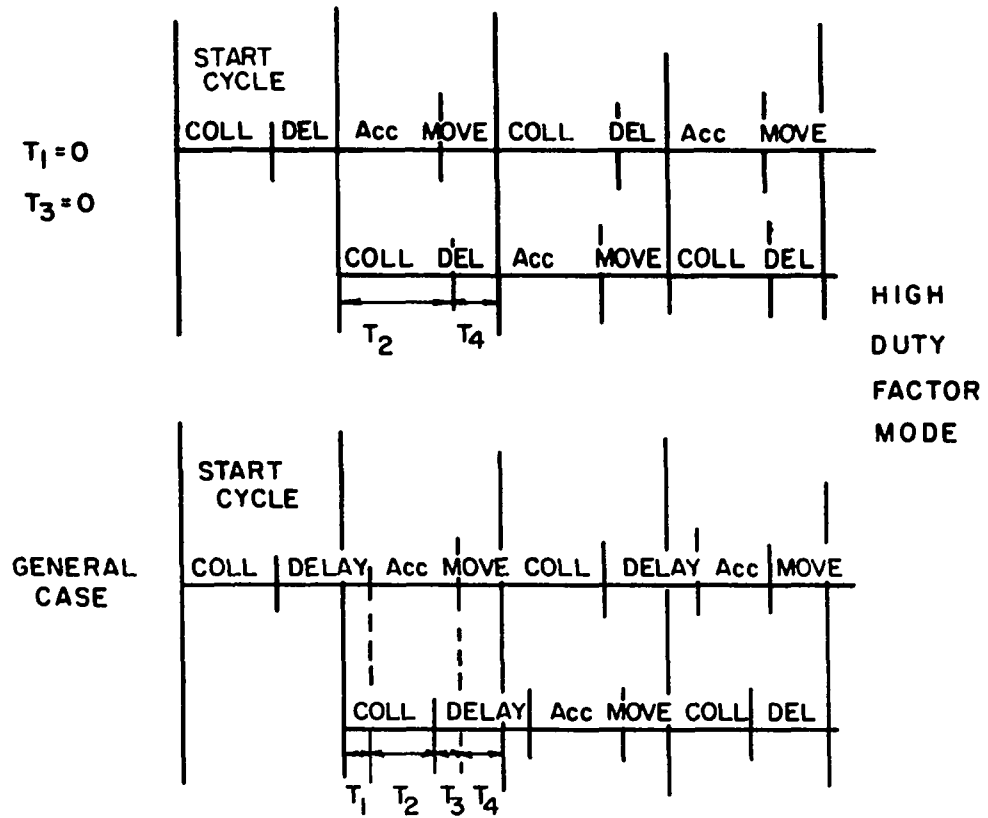 START
CYCLE
COLL DEL Acc MOVE COLL DEL Acc MOVE
T1=0
T3=0
COLL DEL Acc MOVE COLL DEL
T2 T4
HIGH
DUTY
FACTOR
MODE
START
CYCLE
GENERAL
CASE
COLL DELAY Acc MOVE COLL DELAY Acc MOVE
COLL DELAY Acc MOVE COLL DEL
T1 T2 T3 T4